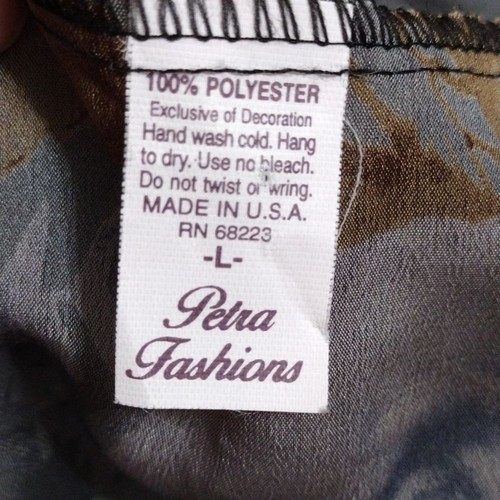 100% POLYESTER
Exclusive of Decoration
Hand wash cold. Hang
to dry. Use no bleach.
Do not twist or wring.
MADE IN U.S.A.
RN 68223
-L-
Petra
Fashions